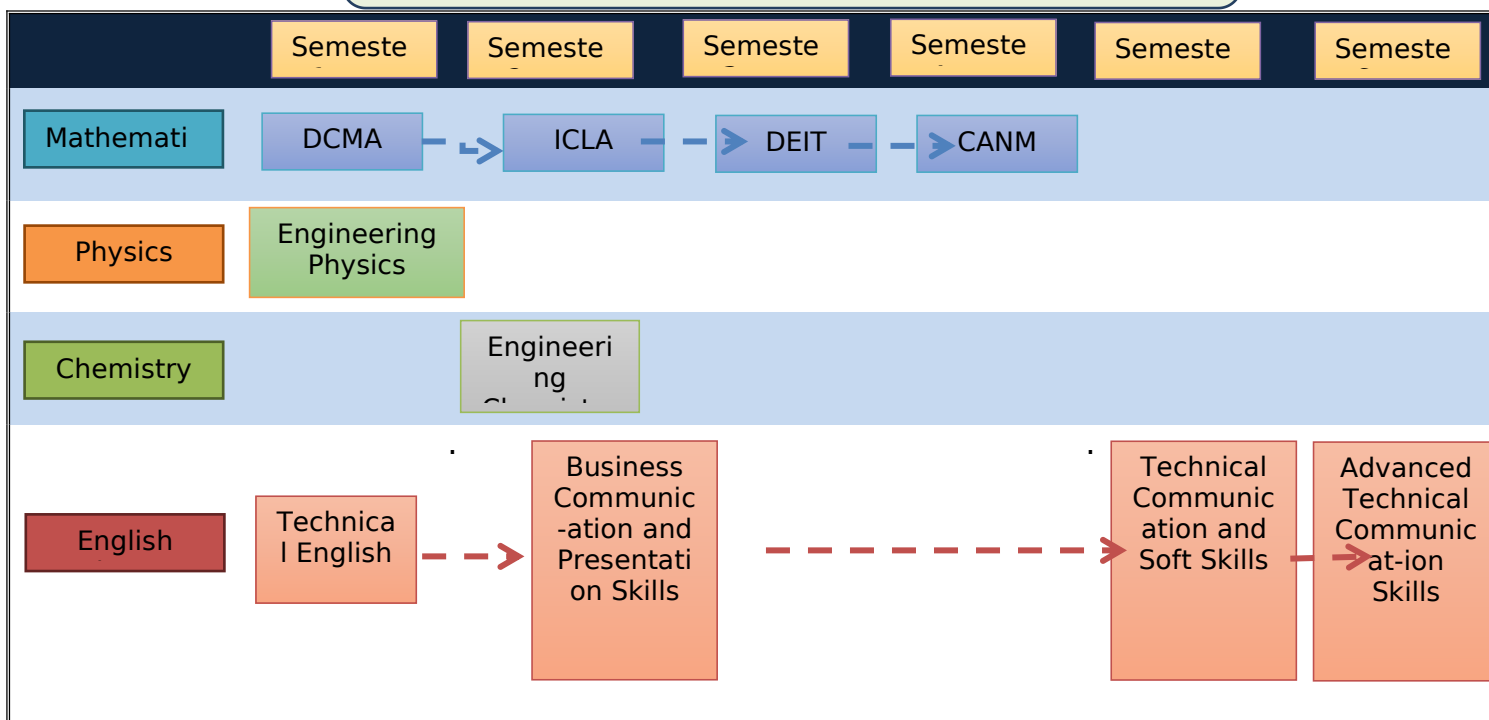 Semeste
Semeste
Semeste
Semeste
Semeste
Semeste
Mathemati
DCMA
ICLA
DEIT
CANM
Physics
Engineering
Physics
Chemistry
Engineeri
ng
.
.
English
Technica
l English
Business
Communic
-ation and
Presentati
on Skills
Technical
Communic
ation and
Soft Skills
Advanced
Technical
Communic
at-ion
Skills